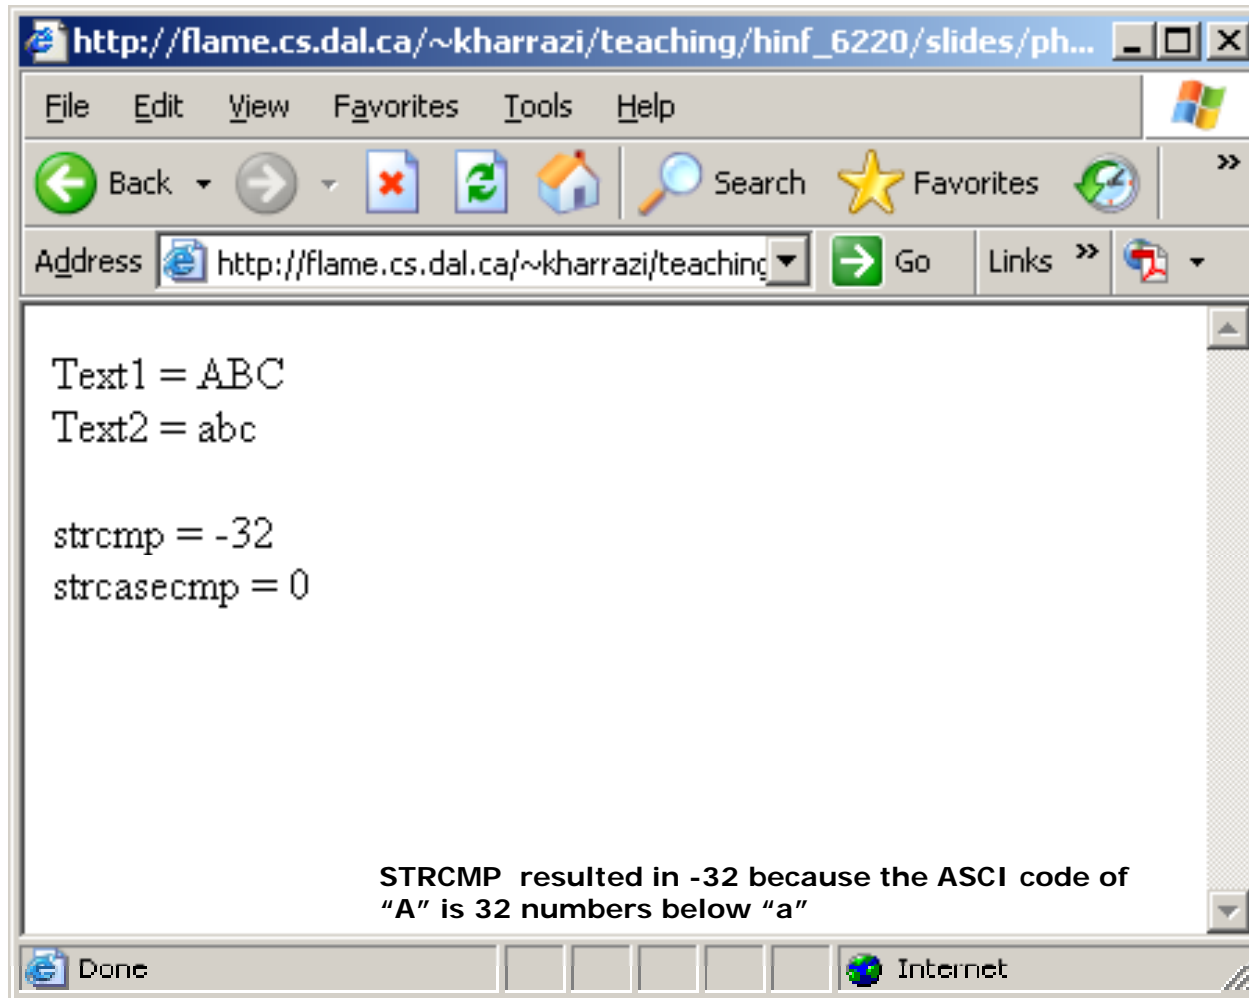 http://flame.cs.dal.ca/~kharrazi/teaching/hinf_6220/slides/ph...
File Edit View Favorites Tools Help
Back Search Favorites »
Address http://flame.cs.dal.ca/~kharrazi/teaching Go Links »
Text1 = ABC
Text2 = abc
strcmp = -32
strcasecmp = 0
STRCMP resulted in -32 because the ASCI code of
“A” is 32 numbers below “a”
Done Internet